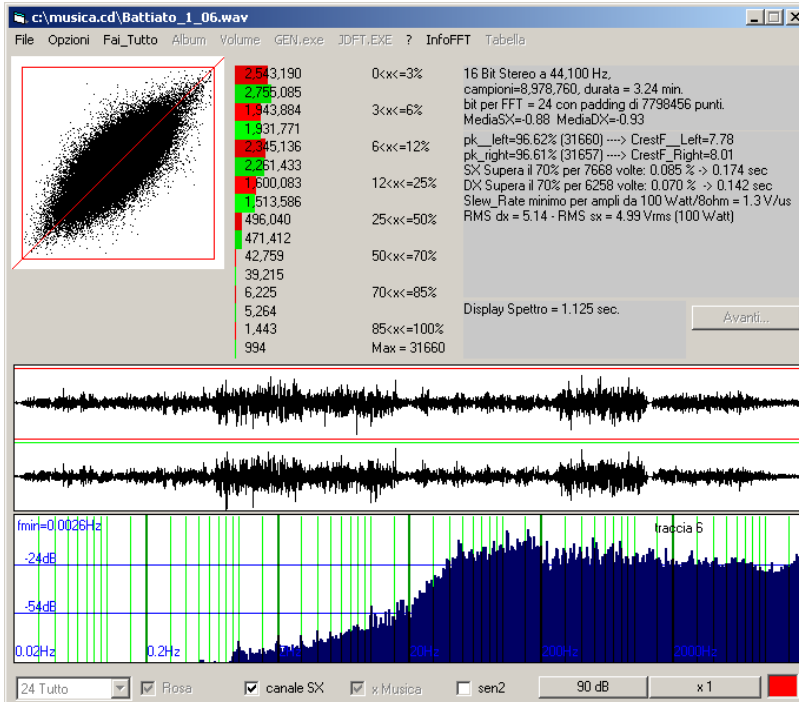 c:\musica.cd\Battiato_1_06.wav
File Opzioni Fai_Tutto Album Volume GEN.exe JDFT.EXE ? InfoFFT Tabella
2,543,190 0<x<=3%
2,755,085
1,943,884 3<x<=6%
1,931,771
2,345,136 6<x<=12%
2,261,433
1,600,083 12<x<=25%
1,513,586
496,040 25<x<=50%
471,412
42,759 50<x<=70%
39,215
6,225 70<x<=85%
5,264
1,443 85<x<=100%
994 Max = 31660
16 Bit Stereo a 44,100 Hz,
campioni=8,978,760, durata = 3.24 min.
bit per FFT = 24 con padding di 7798456 punti.
MediaSX=-0.88 MediaDX=-0.93
pk__left=96.62% (31660) ----> CrestF__Left=7.78
pk_right=96.61% (31657) ----> CrestF_Right=8.01
SX Supera il 70% per 7668 volte: 0.085 % -> 0.174 sec
DX Supera il 70% per 6258 volte: 0.070 % -> 0.142 sec
Slew_Rate minimo per ampli da 100 Watt/8ohm = 1.3 V/us
RMS dx = 5.14 - RMS sx = 4.99 Vrms (100 Watt)
Display Spettro = 1.125 sec.
Avanti...
fmin=0.0026Hz
traccia 6
-24dB
-54dB
0.02Hz 0.2Hz 2Hz 20Hz 200Hz 2000Hz
24 Tutto Rosa canale SX x Musica sen2 90 dB x 1